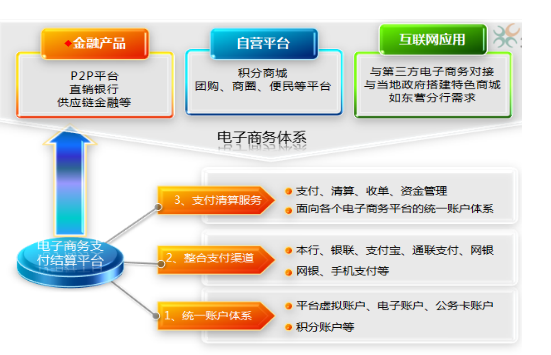 金融产品
P2P平台
直销银行
供应链金融等
自营平台
积分商城
团购、商圈、便民等平台
互联网应用
与第三方电子商务对接
与当地政府搭建特色商城
如东营分行需求
电子商务体系
3、支付清算服务
支付、清算、收单、资金管理
面向各个电子商务平台的统一账户体系
电子商务支
付结算平台
2、整合支付渠道
本行、银联、支付宝、通联支付、网银
网银、手机支付等
1、统一账户体系
平台虚拟账户、电子账户、公务卡账户
积分账户等